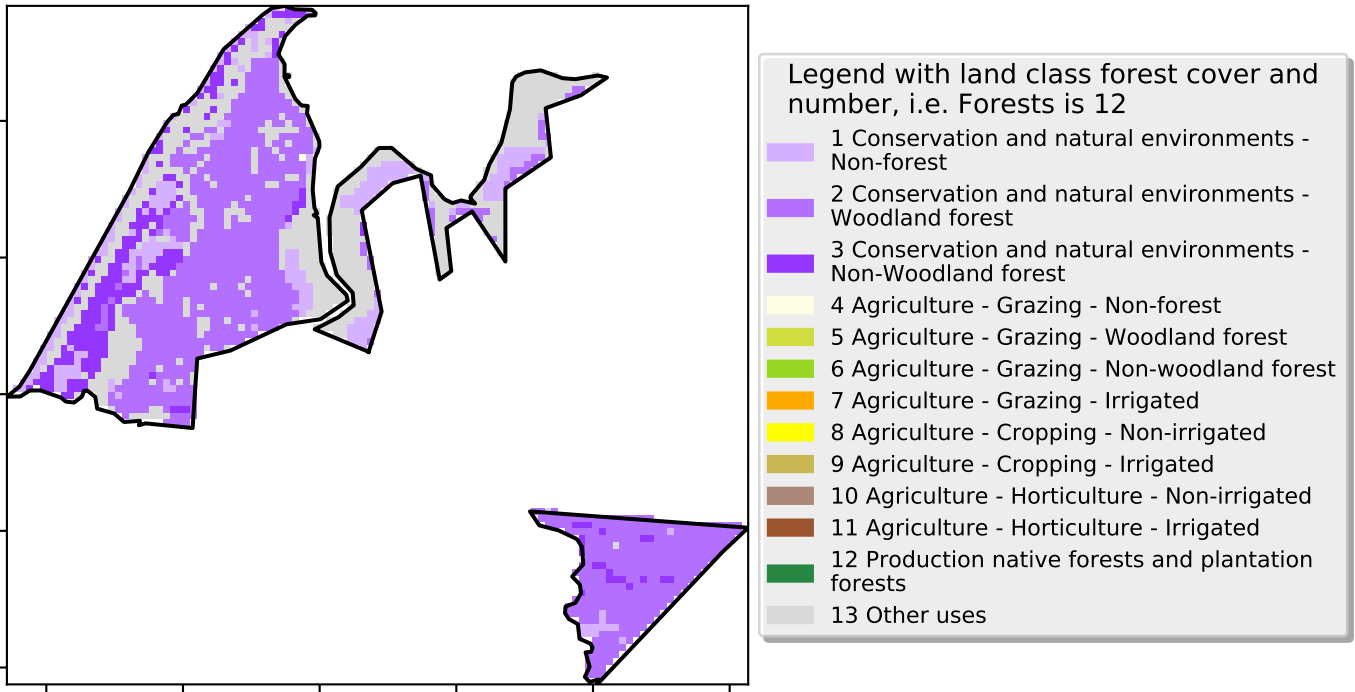 Legend with land class forest cover and
number, i.e. Forests is 12
1 Conservation and natural environments -
Non-forest
2 Conservation and natural environments -
Woodland forest
3 Conservation and natural environments -
Non-Woodland forest
4 Agriculture - Grazing - Non-forest
5 Agriculture - Grazing - Woodland forest
6 Agriculture - Grazing - Non-woodland forest
7 Agriculture - Grazing - Irrigated
8 Agriculture - Cropping - Non-irrigated
9 Agriculture - Cropping - Irrigated
10 Agriculture - Horticulture - Non-irrigated
11 Agriculture - Horticulture - Irrigated
12 Production native forests and plantation
forests
13 Other uses